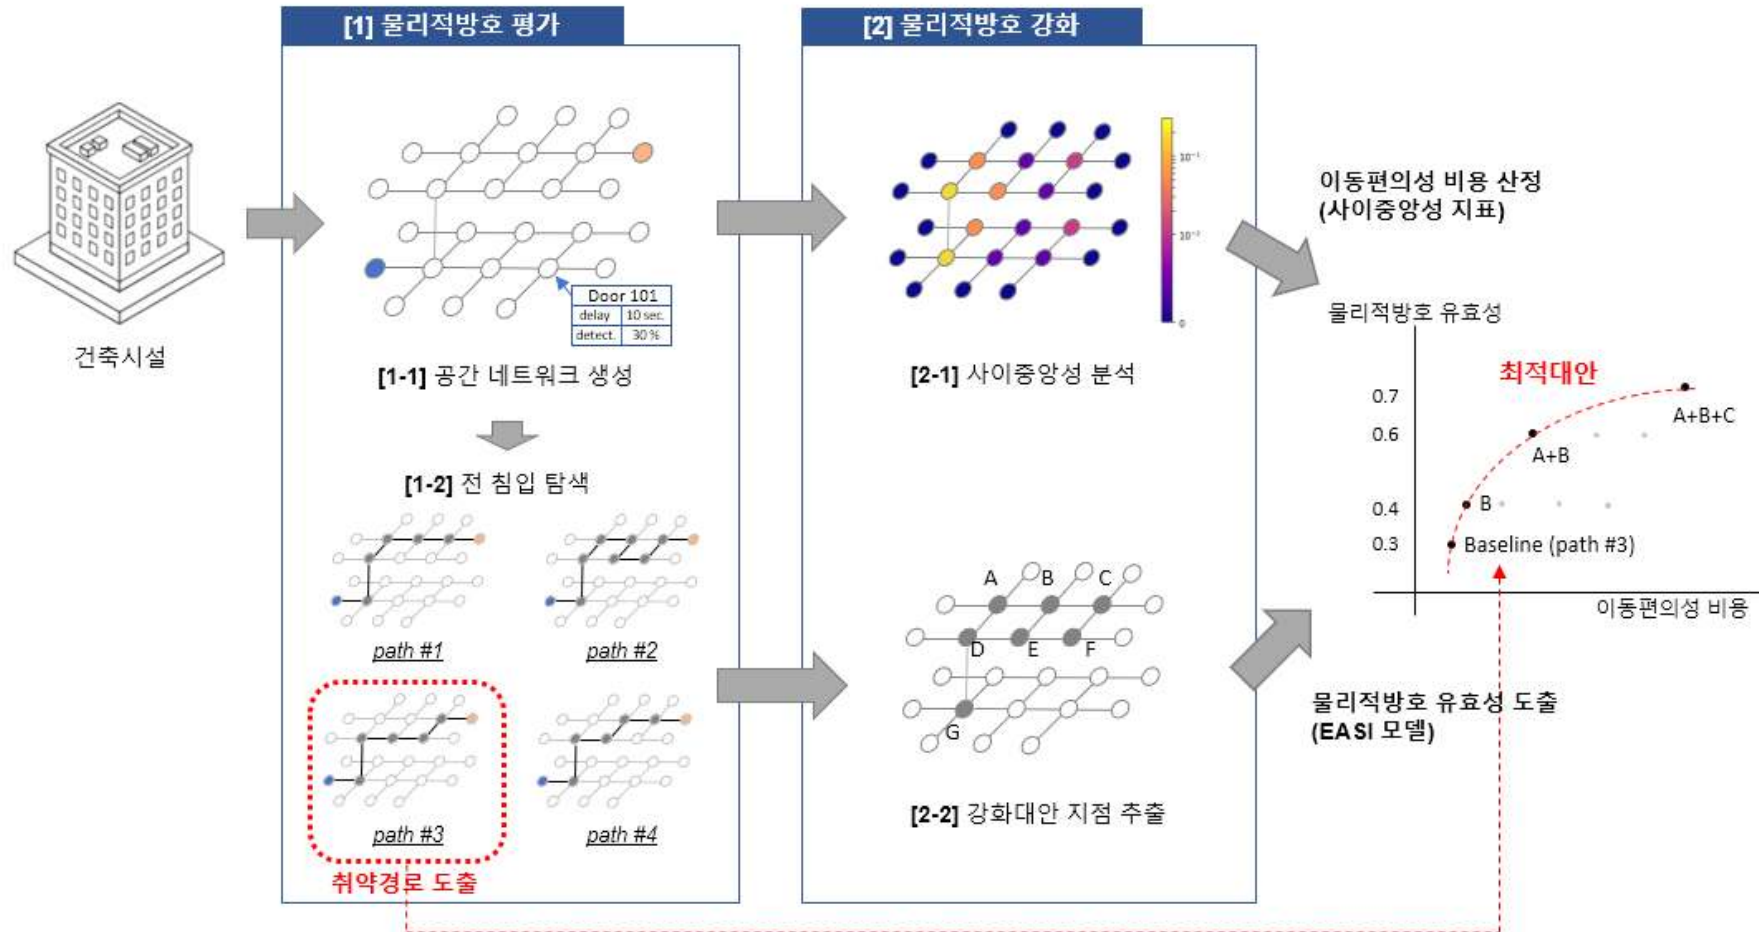 [1] 물리적방호 평가
[2] 물리적방호 강화
건축시설
Door 101
delay 10 sec.
detect. 30 %
[1-1] 공간 네트워크 생성
[1-2] 전 침입 탐색
path #1
path #2
path #3
path #4
취약경로 도출
10⁻¹
10⁻²
0
[2-1] 사이중앙성 분석
A
B
C
D
E
F
G
[2-2] 강화대안 지점 추출
이동편의성 비용 산정
(사이중앙성 지표)
물리적방호 유효성
최적대안
0.7
A+B+C
0.6
A+B
0.4
B
0.3
Baseline (path #3)
이동편의성 비용
물리적방호 유효성 도출
(EASI 모델)